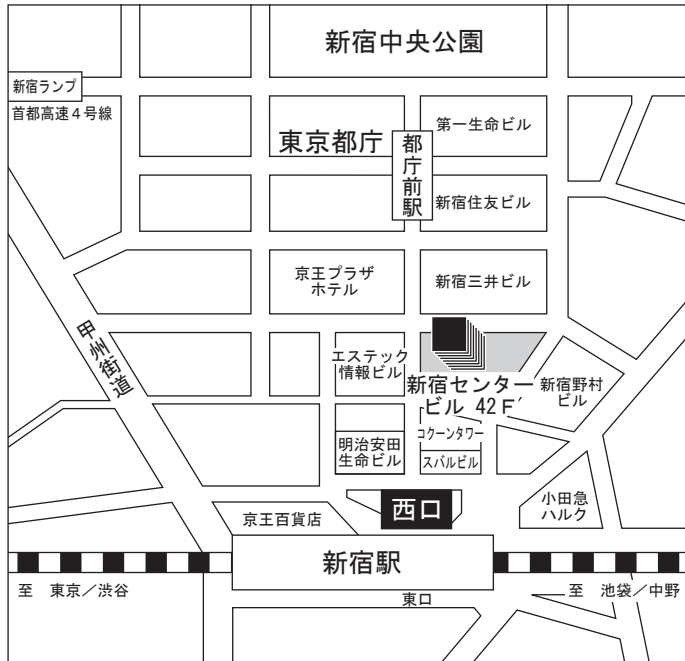 新宿中央公園
新宿ランプ
首都高速4号線
第一生命ビル
東京都庁
都庁前駅
新宿住友ビル
京王プラザ
ホテル
新宿三井ビル
甲州街道
エステック
情報ビル
新宿センター
ビル 42F
新宿野村
ビル
コクーンタワー
明治安田
生命ビル
スバルビル
西口
小田急
ハルク
京王百貨店
新宿駅
至 東京／渋谷
東口
至 池袋／中野